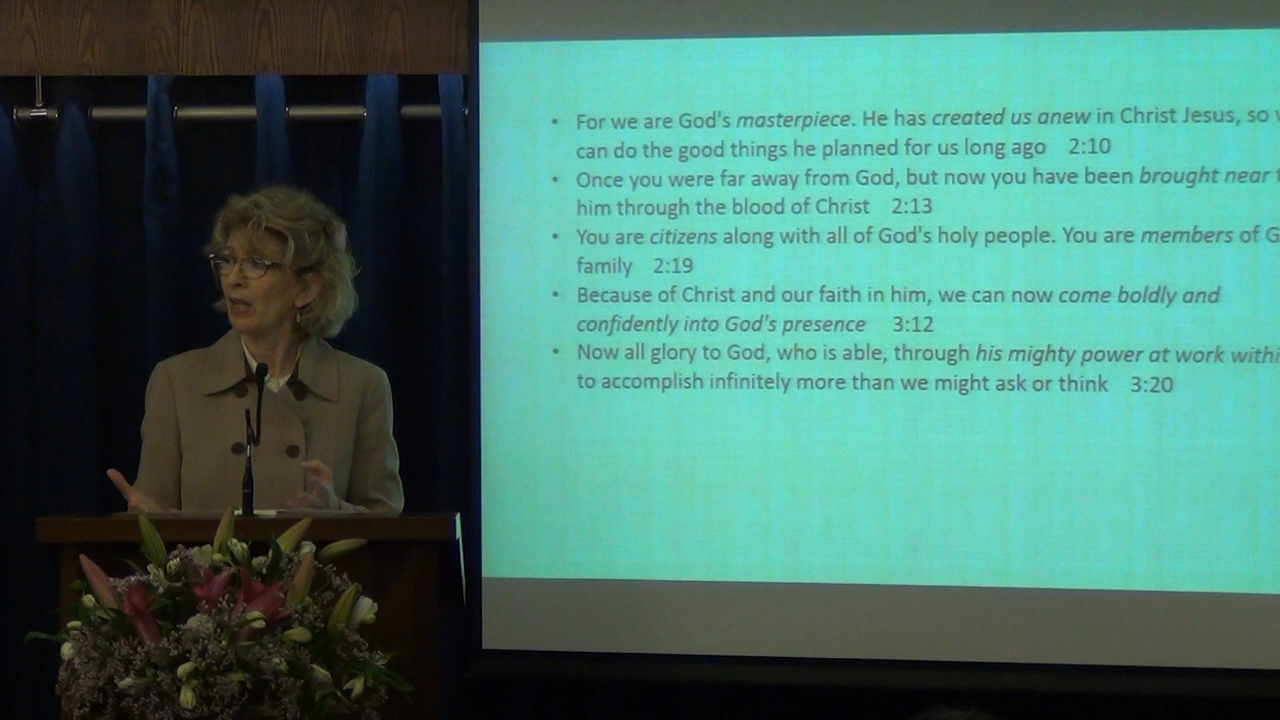 • For we are God's masterpiece. He has created us anew in Christ Jesus, so
can do the good things he planned for us long ago 2:10
• Once you were far away from God, but now you have been brought near
him through the blood of Christ 2:13
• You are citizens along with all of God's holy people. You are members of
family 2:19
• Because of Christ and our faith in him, we can now come boldly and
confidently into God's presence 3:12
• Now all glory to God, who is able, through his mighty power at work
to accomplish infinitely more than we might ask or think 3:20